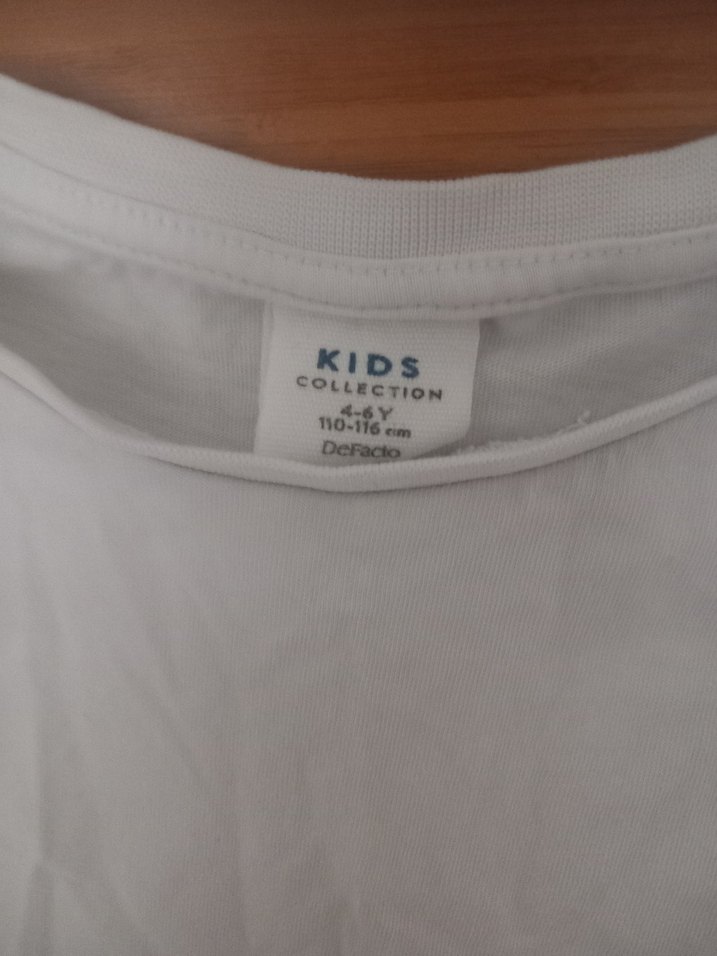 KIDS
COLLECTION
4-6 Y
110-116 cm
DeFacto